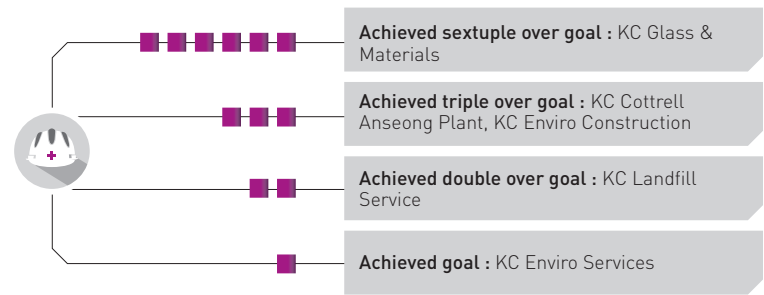 Achieved sextuple over goal : KC Glass &
Materials
Achieved triple over goal : KC Cottrell
Anseong Plant, KC Enviro Construction
Achieved double over goal : KC Landfill
Service
Achieved goal : KC Enviro Services